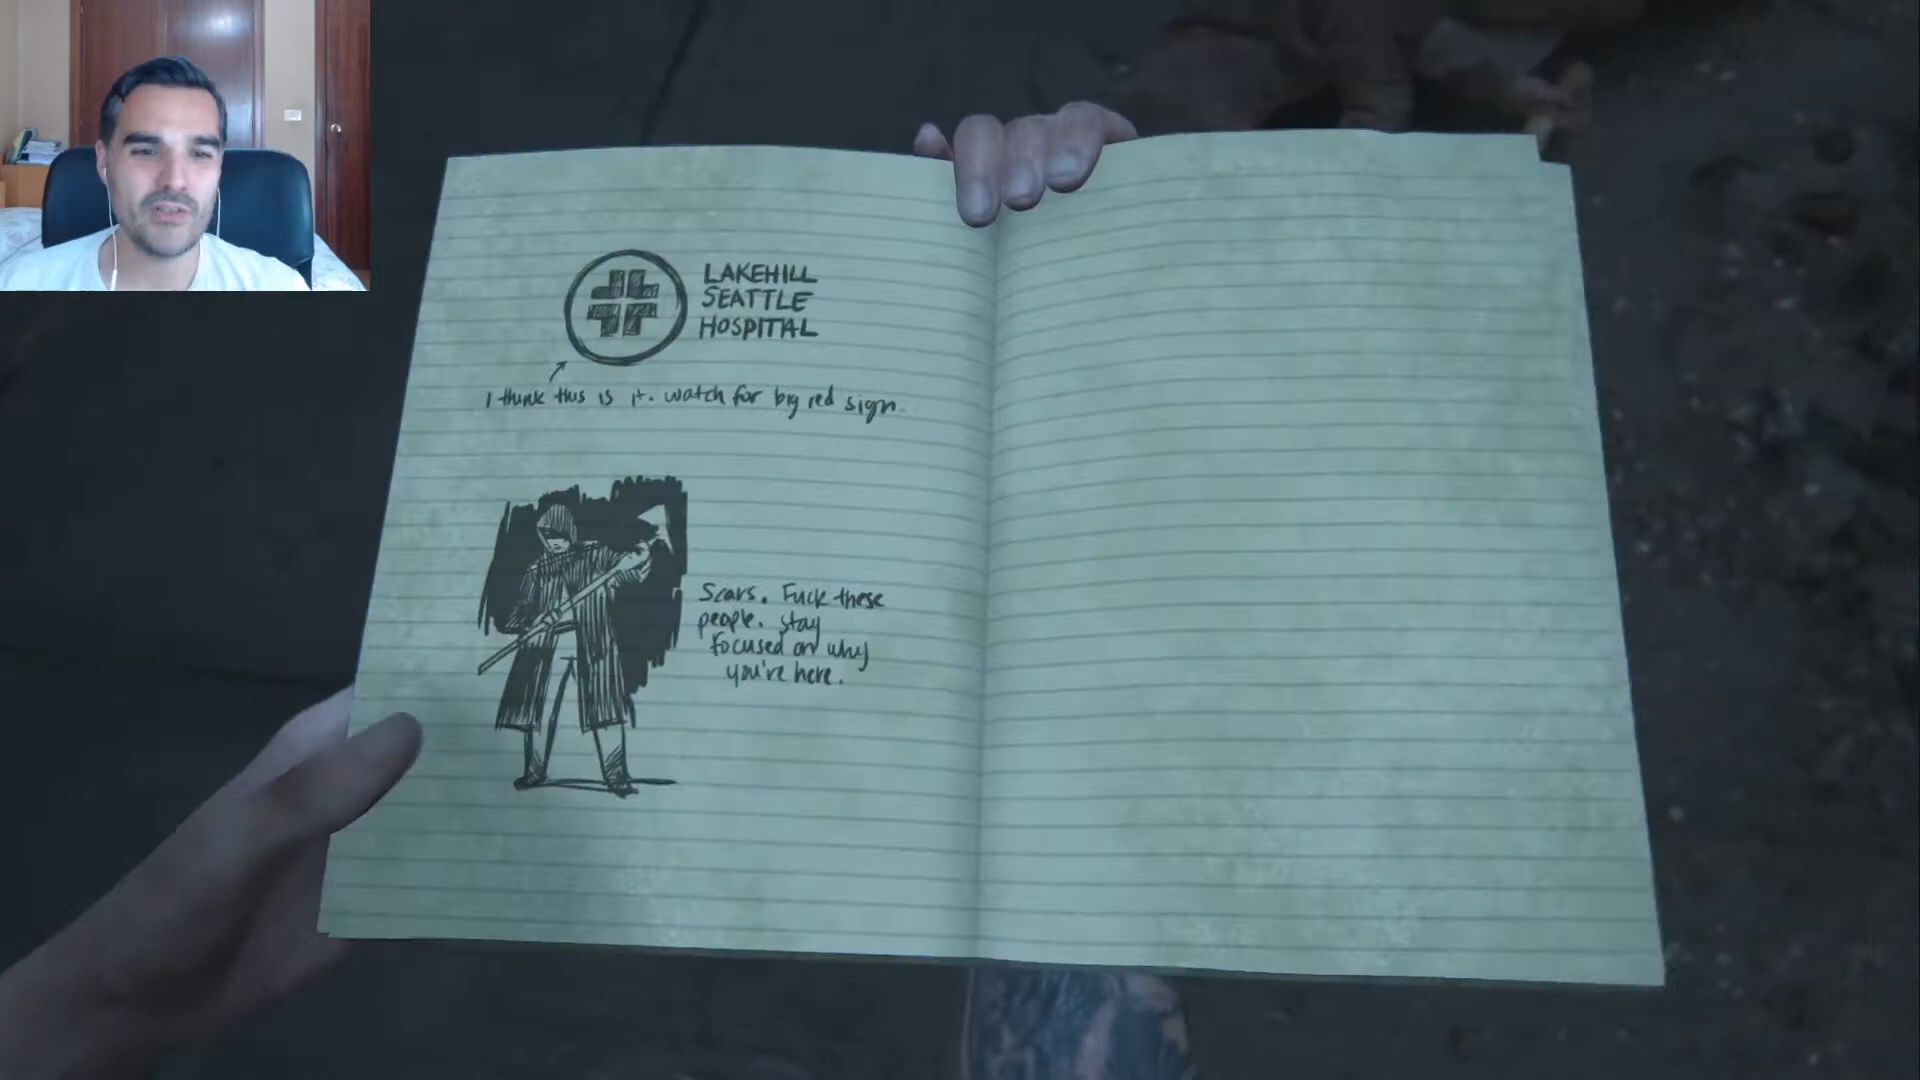 LAKEHILL
SEATTLE
HOSPITAL
I think this is it. watch for big red sign.
Scars. Fuck these
people. stay
focused on why
you're here.